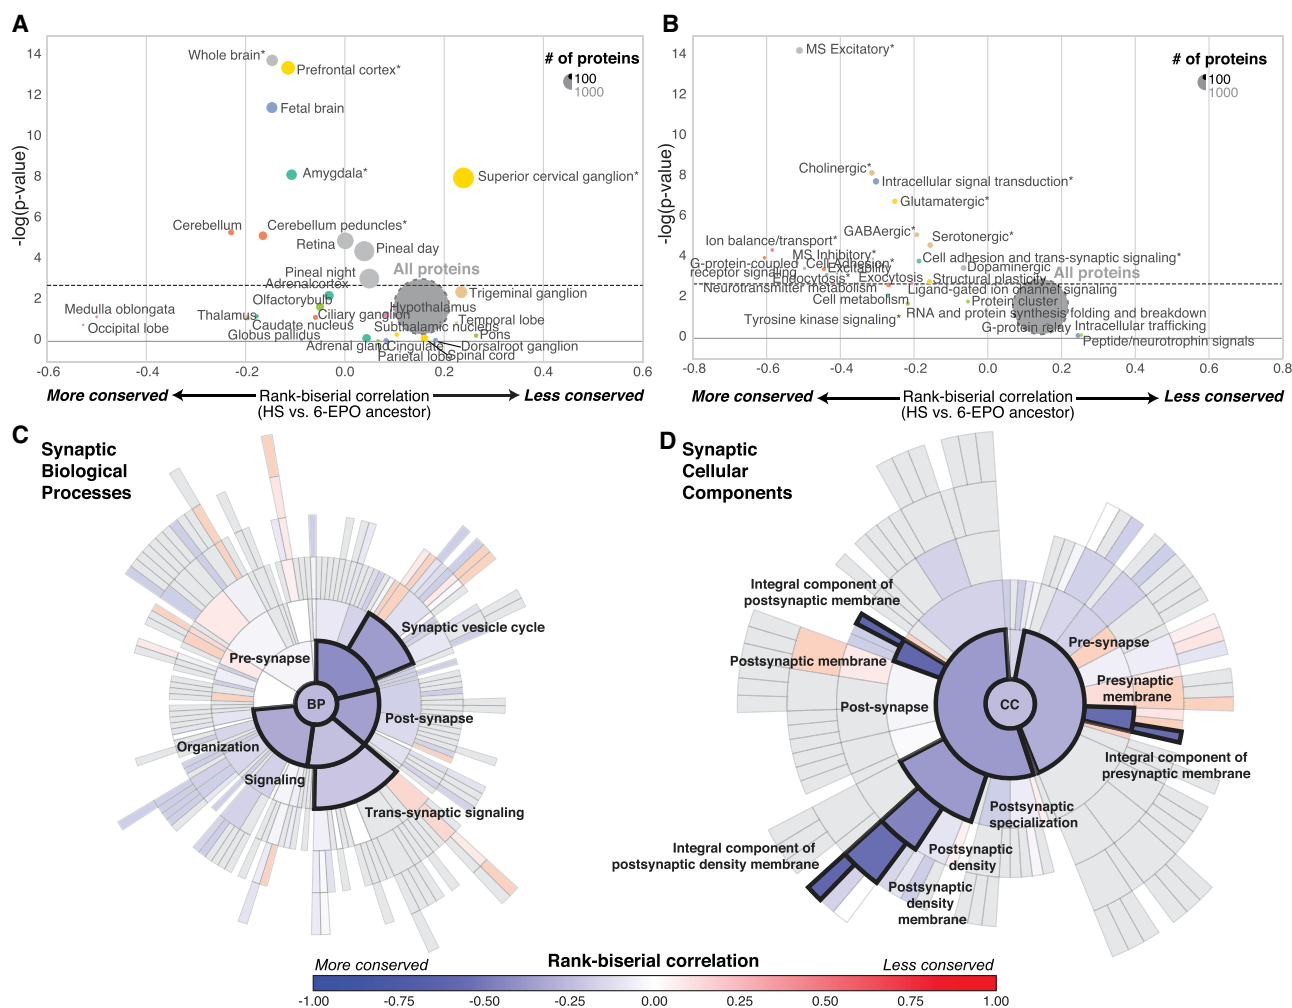 A
-log(p-value)
14
12
10
8
6
4
2
0
-0.6
-0.4
-0.2
0.0
0.2
0.4
0.6
# of proteins
100
1000
Whole brain*
Prefrontal cortex*
Fetal brain
Amygdala*
Superior cervical ganglion*
Cerebellum
Cerebellum peduncles*
Retina
Pineal day
Pineal night
All proteins
Adrenalcortex
Trigeminal ganglion
Olfactorybulb
Hypothalamus
Medulla oblongata
Thalamus
Ciliary ganglion
Temporal lobe
Occipital lobe
Caudate nucleus
Subthalamic nucleus
Globus pallidus
Pons
Adrenal gland
Cingulate
Dorsalroot ganglion
Parietal lobe
Spinal cord
More conserved
Rank-biserial correlation
(HS vs. 6-EPO ancestor)
Less conserved
B
-log(p-value)
14
12
10
8
6
4
2
0
-0.8
-0.6
-0.4
-0.2
0.0
0.2
0.4
0.6
0.8
# of proteins
100
1000
MS Excitatory*
Cholinergic*
Intracellular signal transduction*
Glutamatergic*
GABAergic*
Serotonergic*
Ion balance/transport*
MS Inhibitory*
Cell adhesion and trans-synaptic signaling*
G-protein-coupled
receptor signaling
Cell Adhesion*
Excitability
Dopaminergic
All proteins
Endocytosis*
Exocytosis
Structural plasticity
Neurotransmitter metabolism
Ligand-gated ion channel signaling
Cell metabolism
Protein cluster
RNA and protein synthesis folding and breakdown
Tyrosine kinase signaling*
G-protein relay
Intracellular trafficking
Peptide/neurotrophin signals
More conserved
Rank-biserial correlation
(HS vs. 6-EPO ancestor)
Less conserved
C
Synaptic
Biological
Processes
BP
Synaptic vesicle cycle
Pre-synapse
Post-synapse
Organization
Signaling
Trans-synaptic signaling
D
Synaptic
Cellular
Components
CC
Integral component of
postsynaptic membrane
Pre-synapse
Postsynaptic membrane
Presynaptic
membrane
Post-synapse
Integral component of
presynaptic membrane
Postsynaptic
specialization
Integral component of
postsynaptic density membrane
Postsynaptic
density
Postsynaptic
density
membrane
More conserved
Rank-biserial correlation
Less conserved
-1.00
-0.75
-0.50
-0.25
0.00
0.25
0.50
0.75
1.00